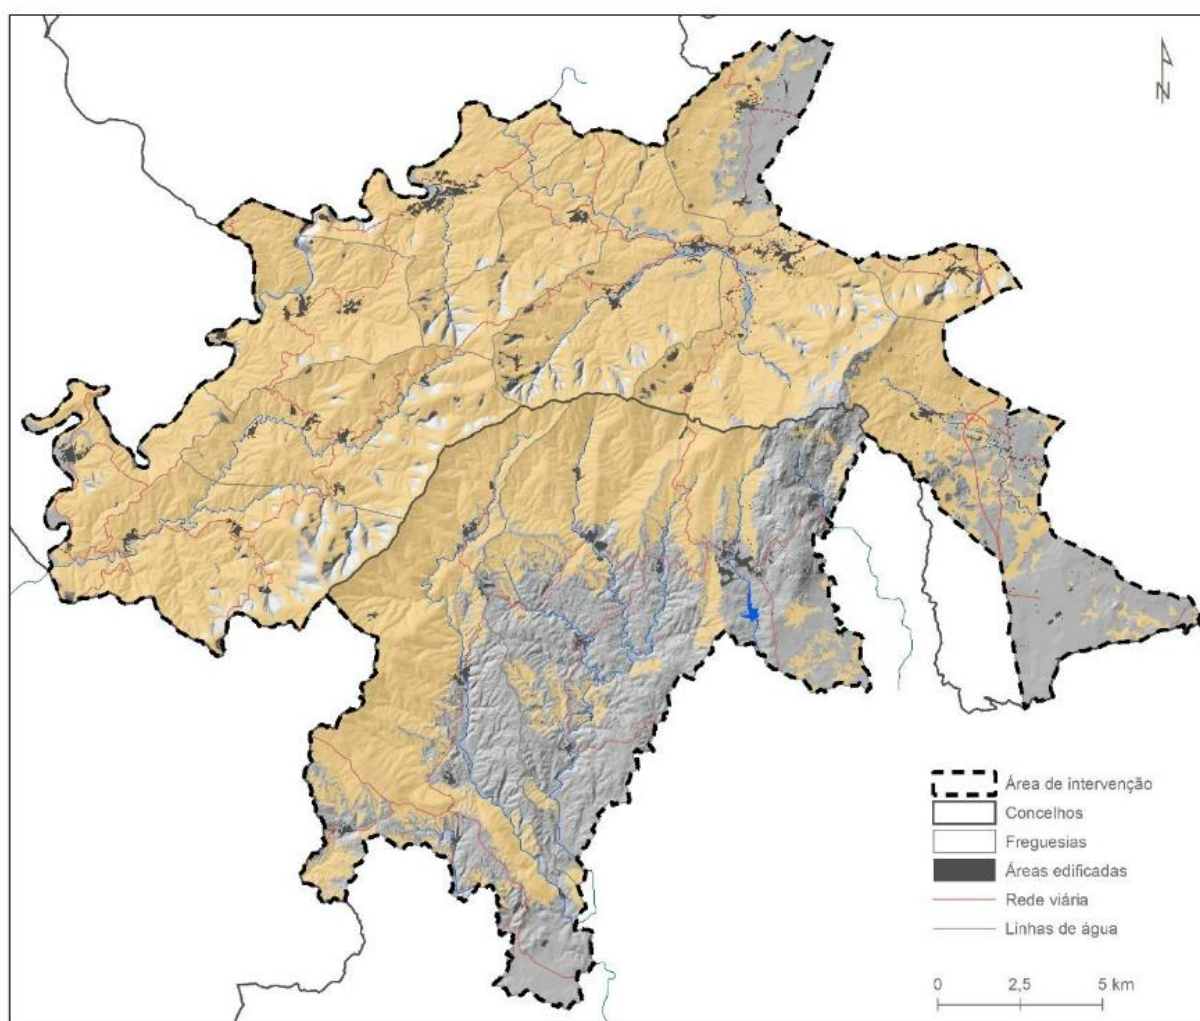 N
Área de intervenção
Concelhos
Freguesias
Áreas edificadas
Rede viária
Linhas de água
0 2,5 5 km